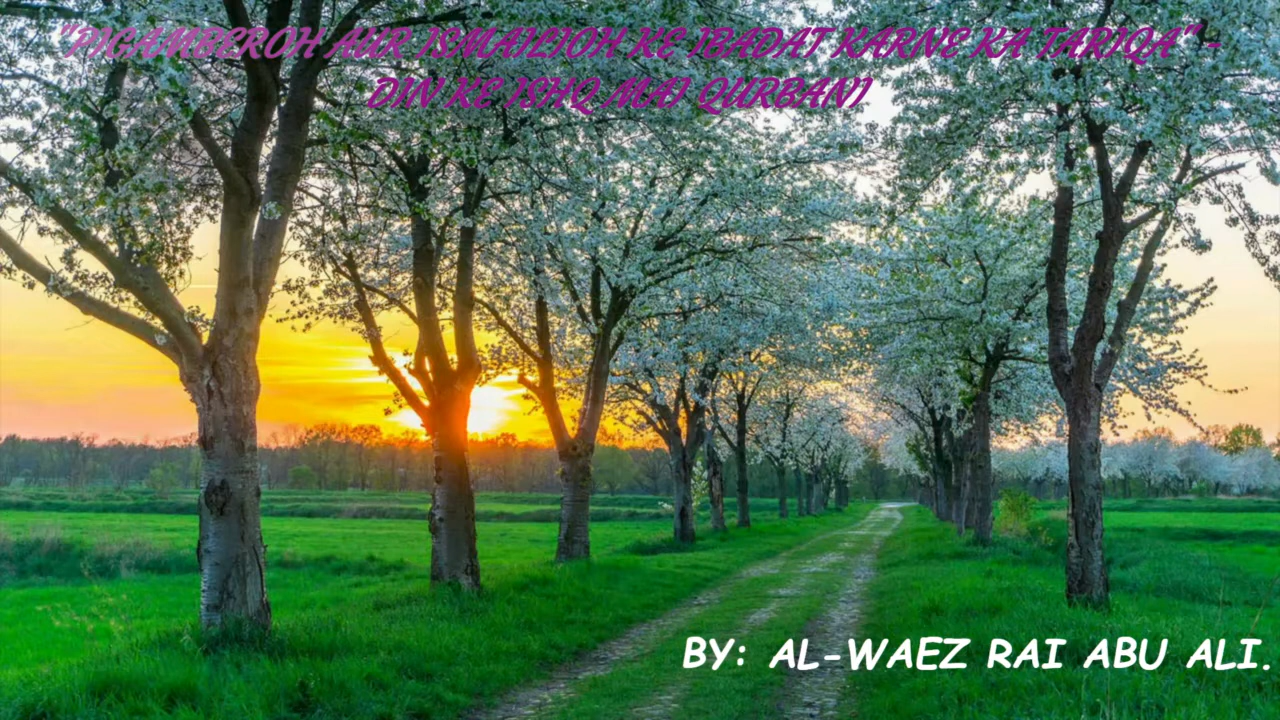 "PIGAMBEROH AUR ISMAILIOH KE IBADAT KARNE KA TARIQA" -
DIN KE ISHQ MAI QURBANI
BY: AL-WAEZ RAI ABU ALI.